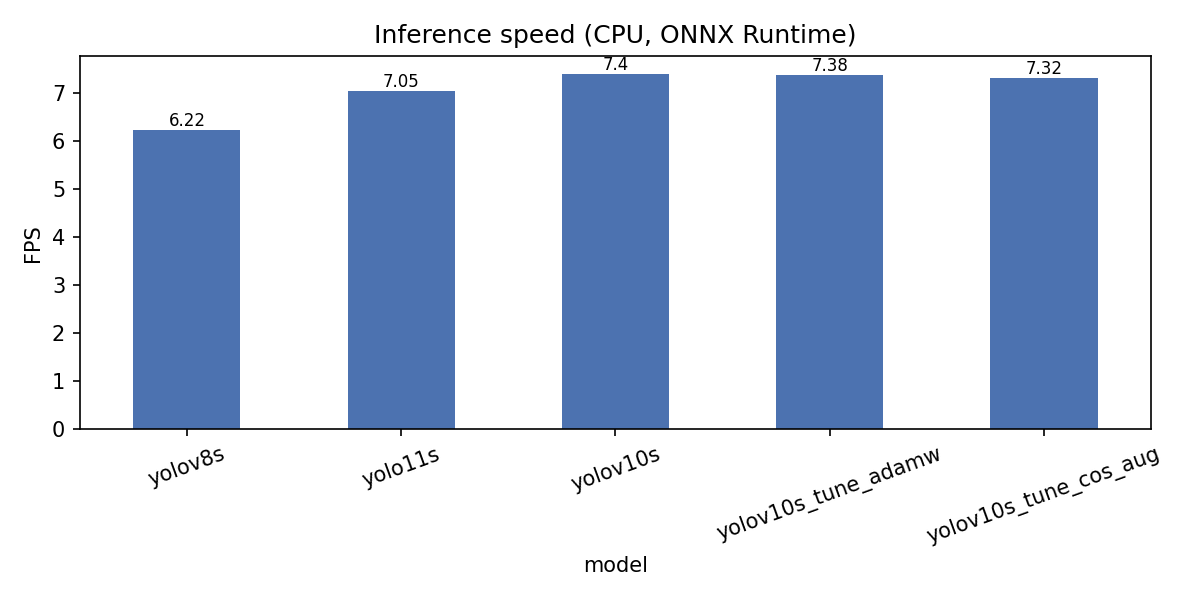 Inference speed (CPU, ONNX Runtime)
FPS
7
6
5
4
3
2
1
0
6.22
7.05
7.4
7.38
7.32
yolov8s
yolo11s
yolov10s
yolov10s_tune_adamw
yolov10s_tune_cos_aug
model